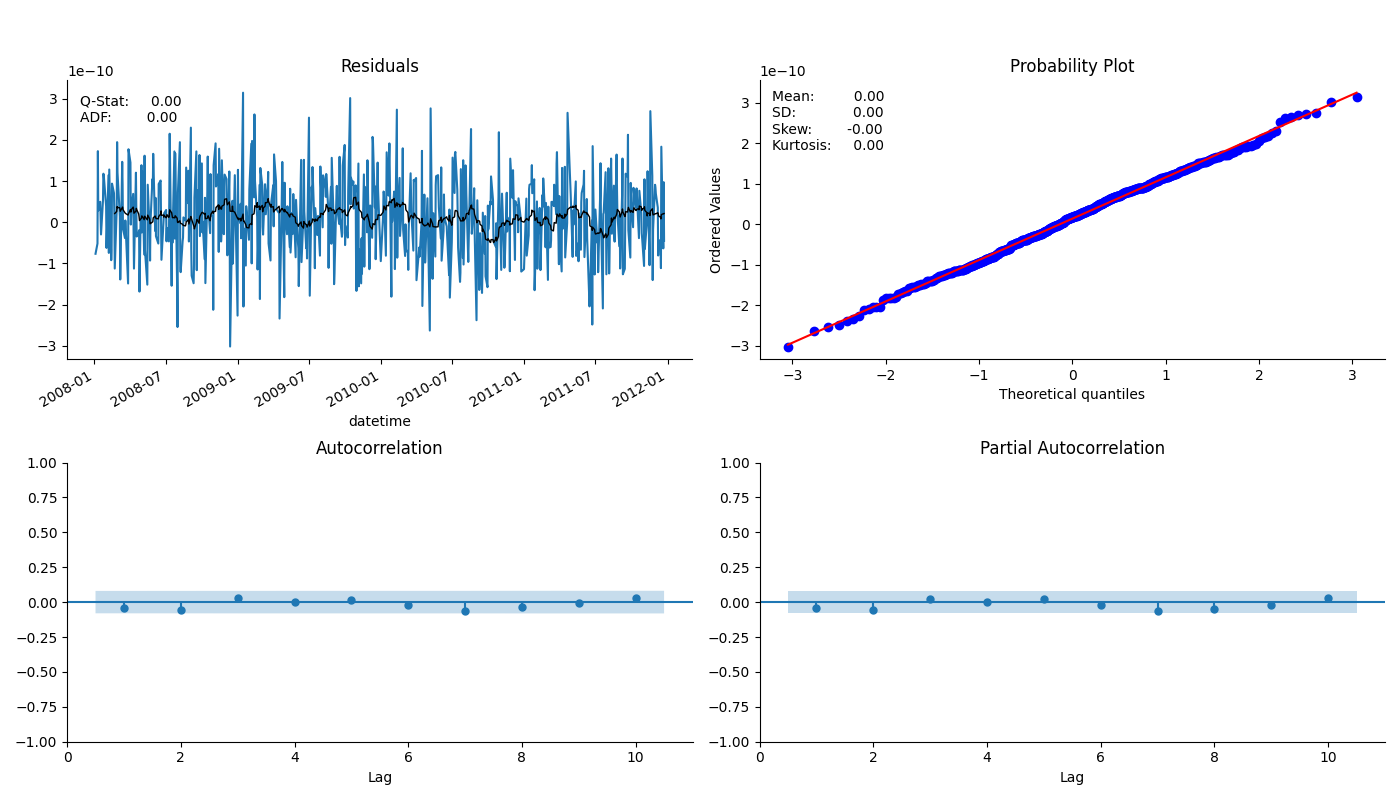 Residuals
1e−10
Q-Stat: 0.00
ADF: 0.00
3
2
1
0
−1
−2
−3
2008-01 2008-07 2009-01 2009-07 2010-01 2010-07 2011-01 2011-07 2012-01
datetime
Probability Plot
1e−10
Mean: 0.00
SD: 0.00
Skew: -0.00
Kurtosis: 0.00
Ordered Values
3
2
1
0
−1
−2
−3
−3 −2 −1 0 1 2 3
Theoretical quantiles
Autocorrelation
1.00
0.75
0.50
0.25
0.00
−0.25
−0.50
−0.75
−1.00
0 2 4 6 8 10
Lag
Partial Autocorrelation
1.00
0.75
0.50
0.25
0.00
−0.25
−0.50
−0.75
−1.00
0 2 4 6 8 10
Lag